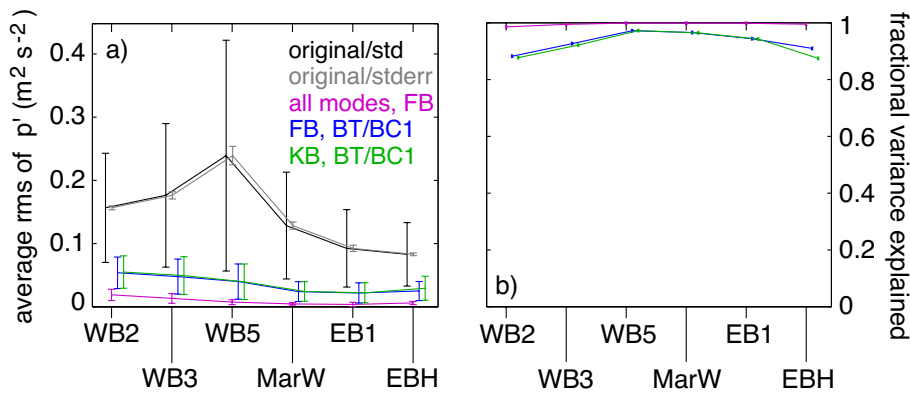 a)
original/std
original/stderr
all modes, FB
FB, BT/BC1
KB, BT/BC1
average rms of p' (m² s⁻²)
0.4
0.3
0.2
0.1
0
WB2
WB5
EB1
WB3
MarW
EBH
b)
1
0.8
0.6
0.4
0.2
0
fractional variance explained
WB2
WB5
EB1
WB3
MarW
EBH